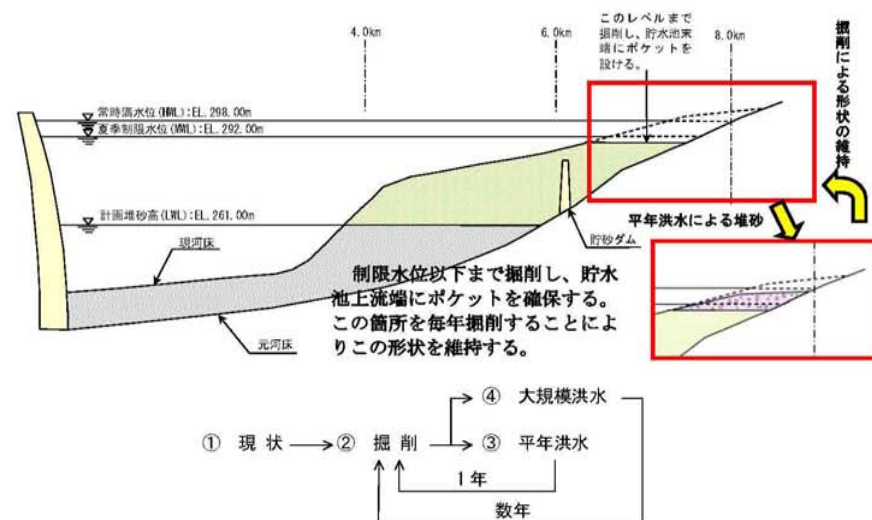 4.0km
6.0km
8.0km
このレベルまで
掘削し、貯水池末
端にポケットを
設ける。
掘削による形状の維持
常時満水位(HWL):EL.298.00m
夏季制限水位(MWL):EL.292.00m
平年洪水による堆砂
計画堆砂高(LWL):EL.261.00m
貯砂ダム
現河床
元河床
制限水位以下まで掘削し、貯水
池上流端にポケットを確保する。
この箇所を毎年掘削することによ
りこの形状を維持する。
④ 大規模洪水
① 現状 ② 掘削 ③ 平年洪水
1年
数年